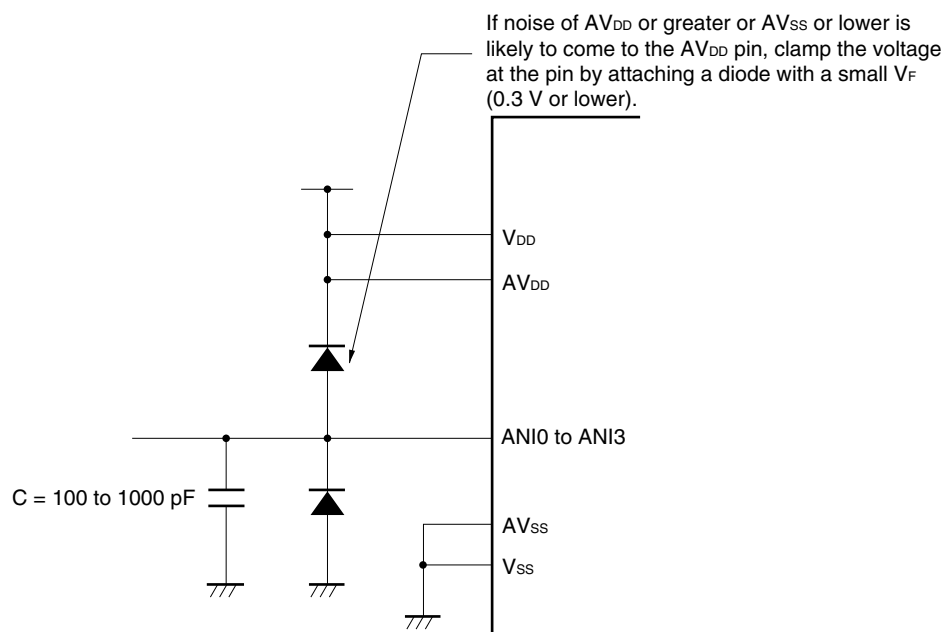 If noise of AVDD or greater or AVSS or lower is
likely to come to the AVDD pin, clamp the voltage
at the pin by attaching a diode with a small VF
(0.3 V or lower).
VDD
AVDD
ANI0 to ANI3
C = 100 to 1000 pF
AVSS
VSS